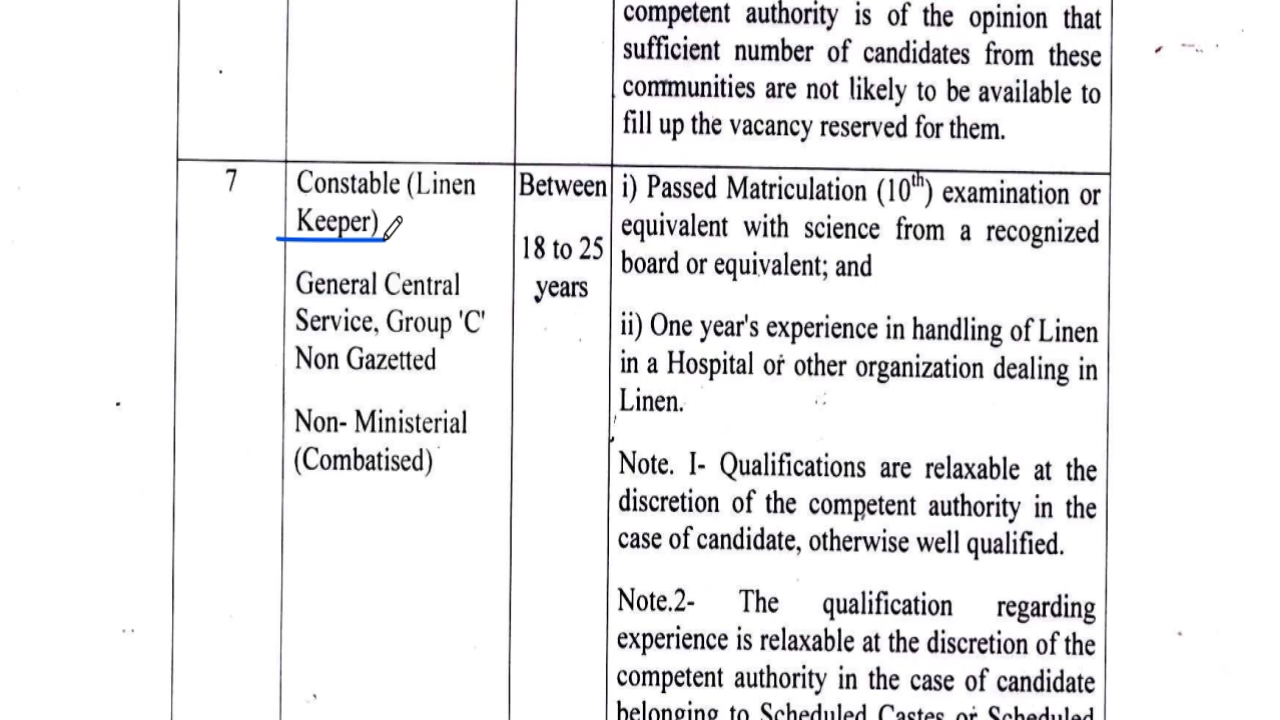 competent authority is of the opinion that
sufficient number of candidates from these
communities are not likely to be available to
fill up the vacancy reserved for them.
7
Constable (Linen
Keeper)
General Central
Service, Group 'C'
Non Gazetted
Non- Ministerial
(Combatised)
Between
18 to 25
years
i) Passed Matriculation (10th) examination or
equivalent with science from a recognized
board or equivalent; and
ii) One year's experience in handling of Linen
in a Hospital or other organization dealing in
Linen.
Note. I- Qualifications are relaxable at the
discretion of the competent authority in the
case of candidate, otherwise well qualified.
Note.2- The qualification regarding
experience is relaxable at the discretion of the
competent authority in the case of candidate
belonging to Scheduled Castes or Scheduled